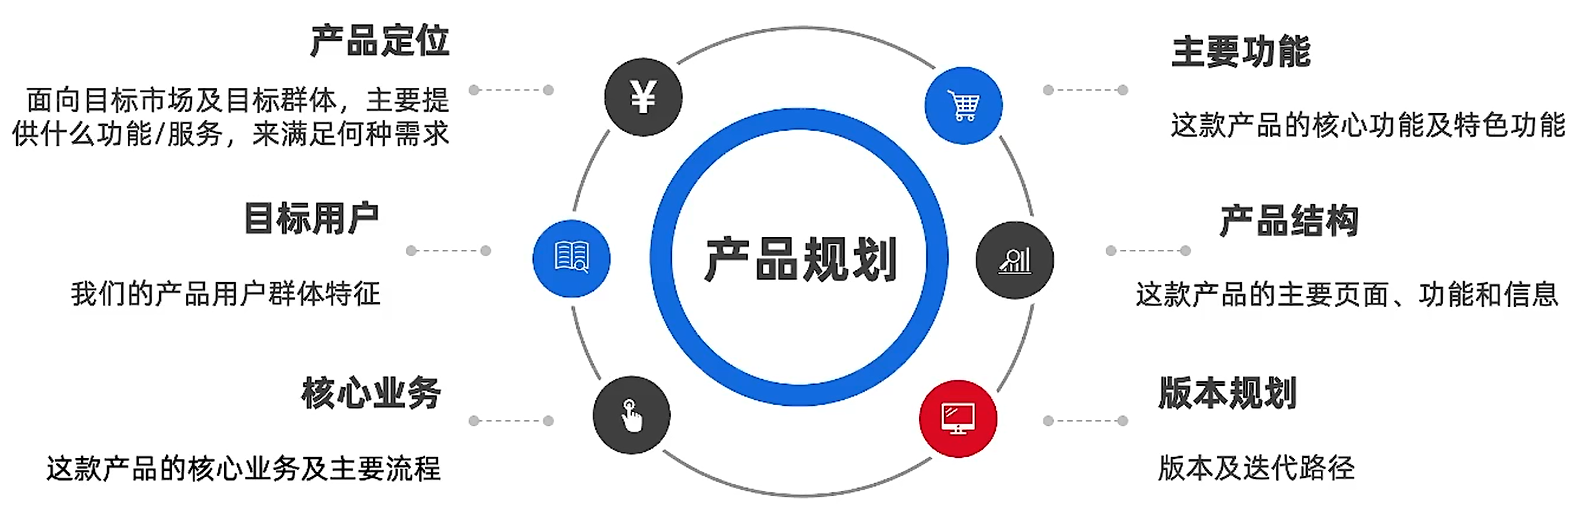 产品定位
面向目标市场及目标群体，主要提
供什么功能/服务，来满足何种需求
目标用户
我们的产品用户群体特征
核心业务
这款产品的核心业务及主要流程
¥
产品规划
主要功能
这款产品的核心功能及特色功能
产品结构
这款产品的主要页面、功能和信息
版本规划
版本及迭代路径